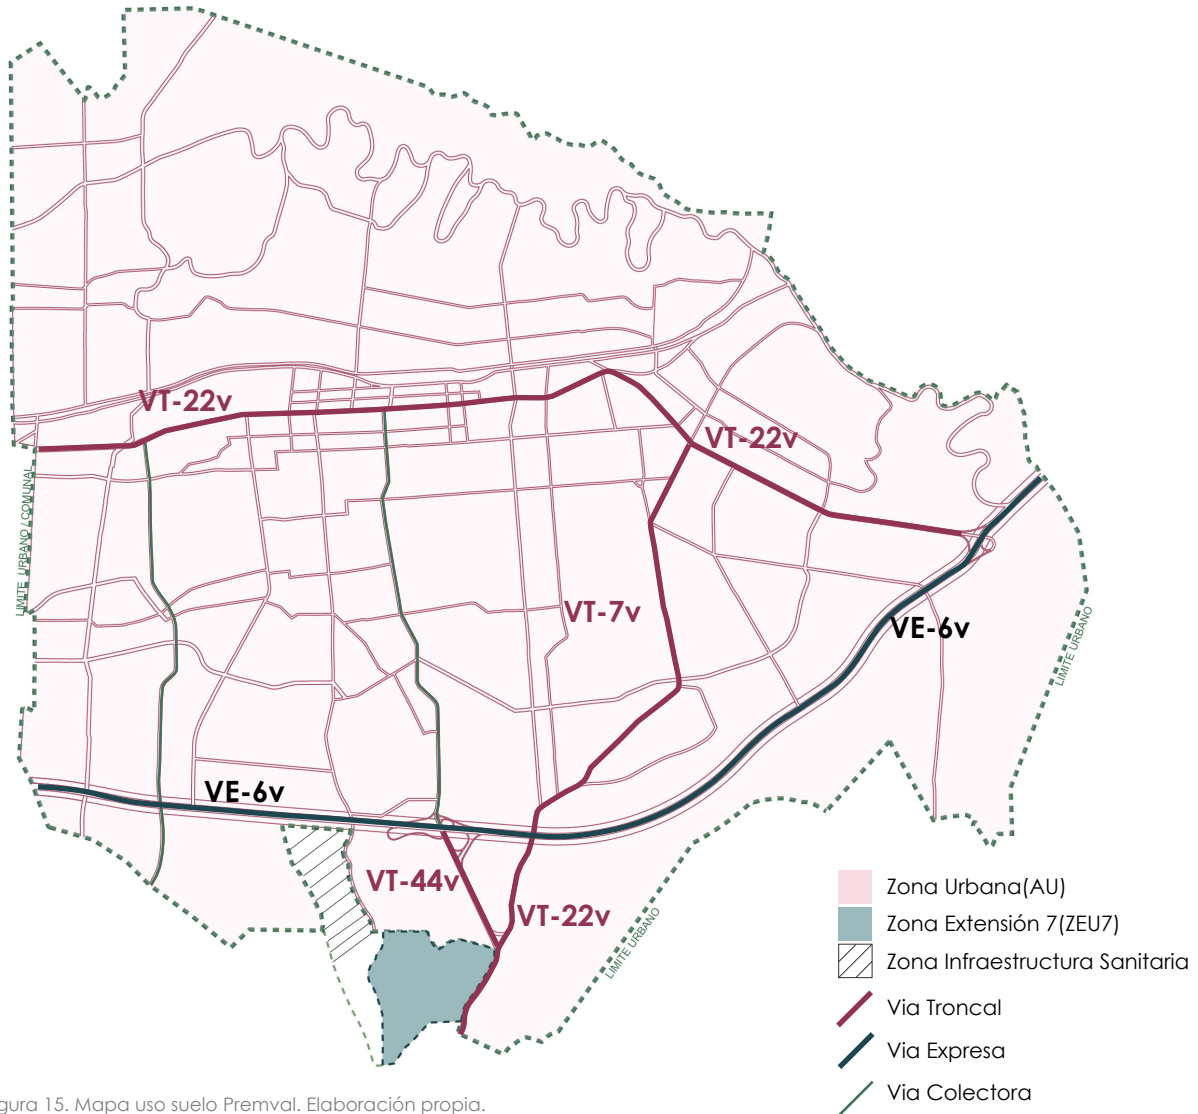 VT-22v
VT-22v
LIMITE URBANO / COMUNAL
VT-7v
VE-6v
LIMITE URBANO
VE-6v
VT-44v
VT-22v
LIMITE URBANO
Zona Urbana(AU)
Zona Extensión 7(ZEU7)
Zona Infraestructura Sanitaria
Via Troncal
Via Expresa
Via Colectora
gura 15. Mapa uso suelo Premval. Elaboración propia.